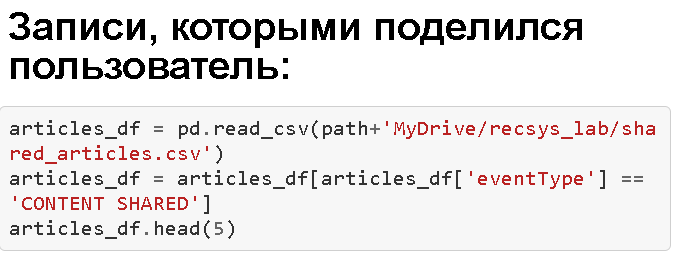 Записи, которыми поделился
пользователь:
articles_df = pd.read_csv(path+'MyDrive/recsys_lab/sha
red_articles.csv')
articles_df = articles_df[articles_df['eventType'] ==
'CONTENT SHARED']
articles_df.head(5)